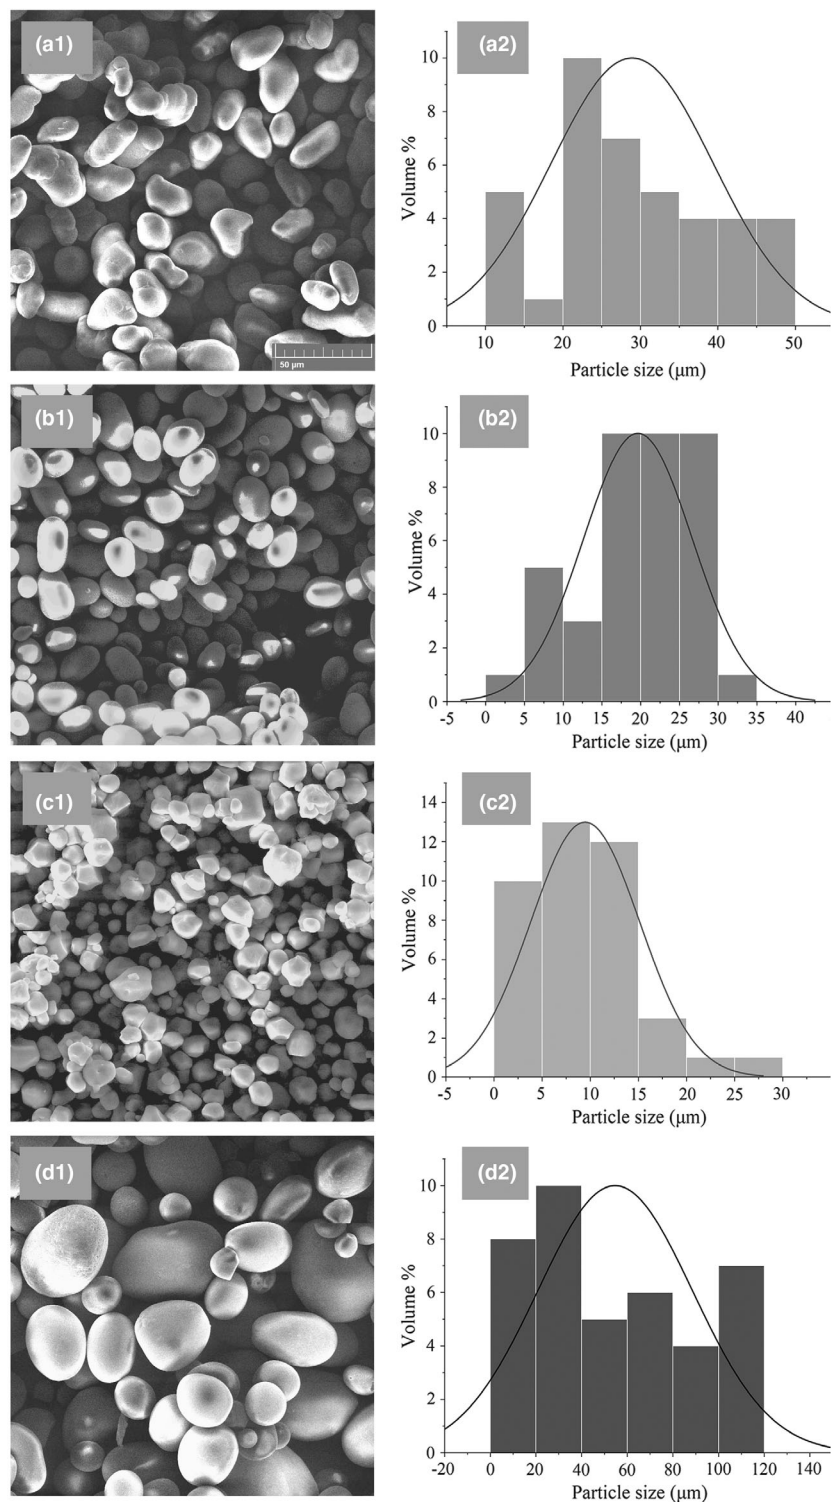 (a1)
50 µm
(a2)
Volume %
10
8
6
4
2
0
10 20 30 40 50
Particle size (µm)
(b1)
(b2)
Volume %
10
8
6
4
2
0
-5 0 5 10 15 20 25 30 35 40
Particle size (µm)
(c1)
(c2)
Volume %
14
12
10
8
6
4
2
0
-5 0 5 10 15 20 25 30
Particle size (µm)
(d1)
(d2)
Volume %
10
8
6
4
2
0
-20 0 20 40 60 80 100 120 140
Particle size (µm)